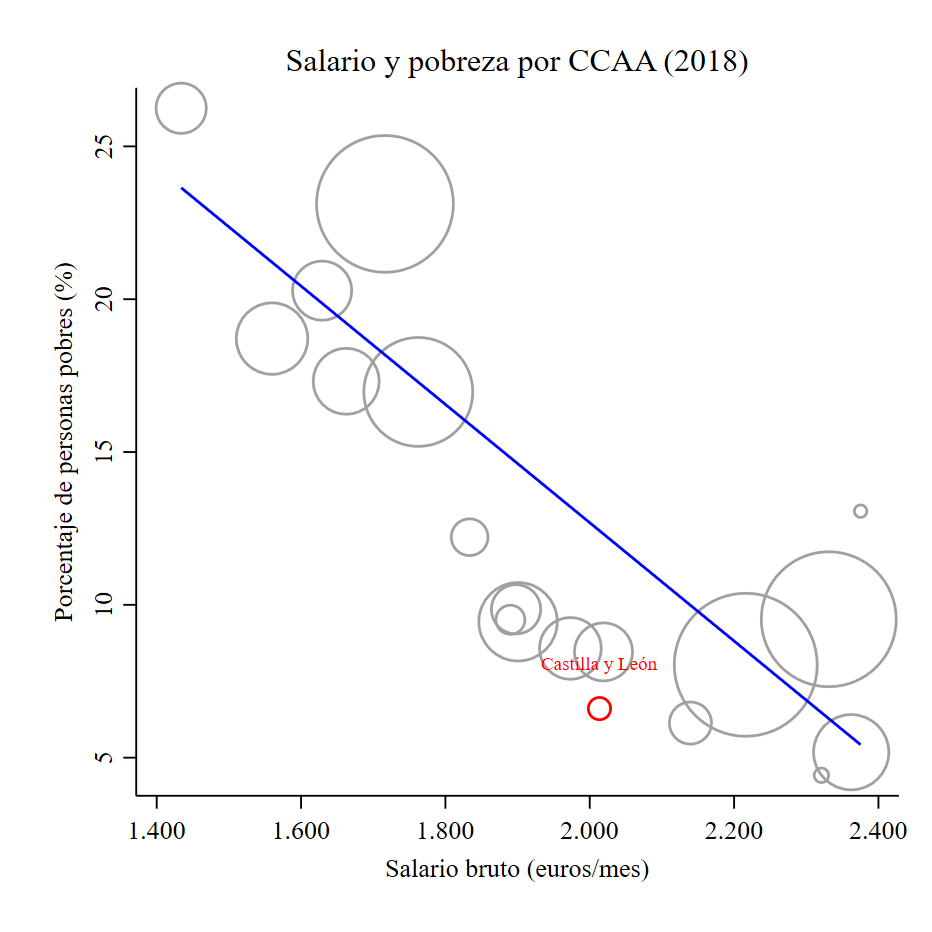 Salario y pobreza por CCAA (2018)
Porcentaje de personas pobres (%)
25
20
15
10
5
Castilla y León
1.400 1.600 1.800 2.000 2.200 2.400
Salario bruto (euros/mes)